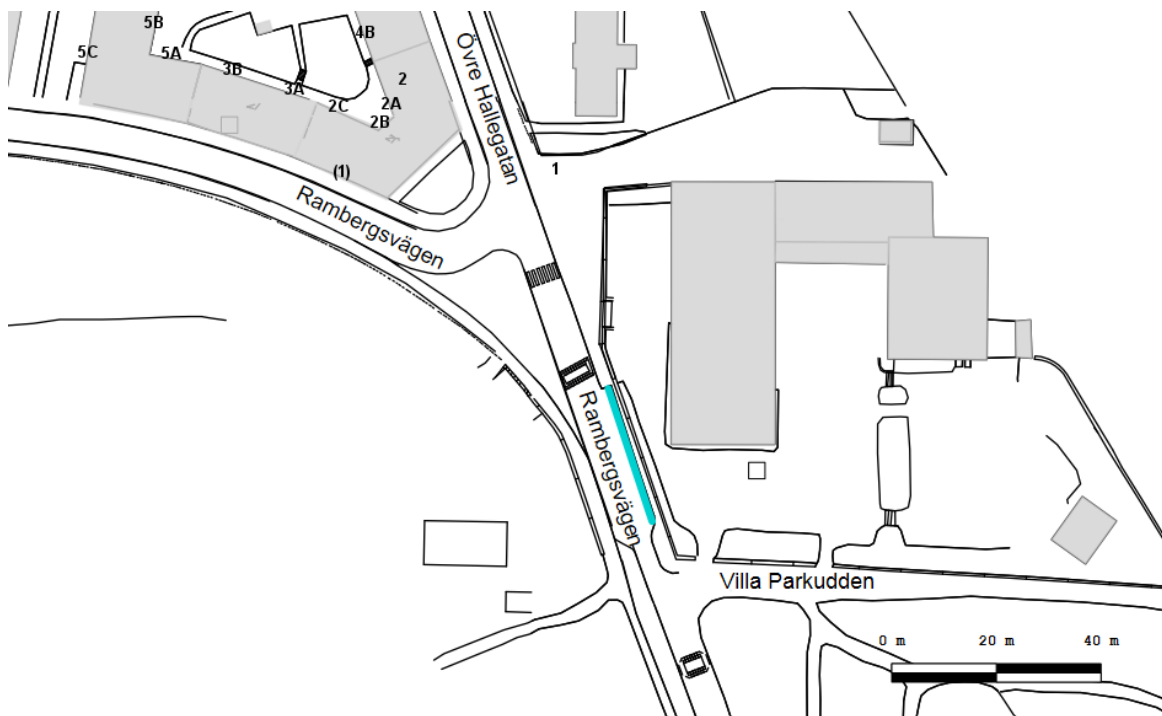 5B
5C
5A
3B
3A
4B
2
2C
2A
2B
(1)
Övre Hallegatan
1
Rambergsvägen
Rambergsvägen
Villa Parkudden
0 m 20 m 40 m